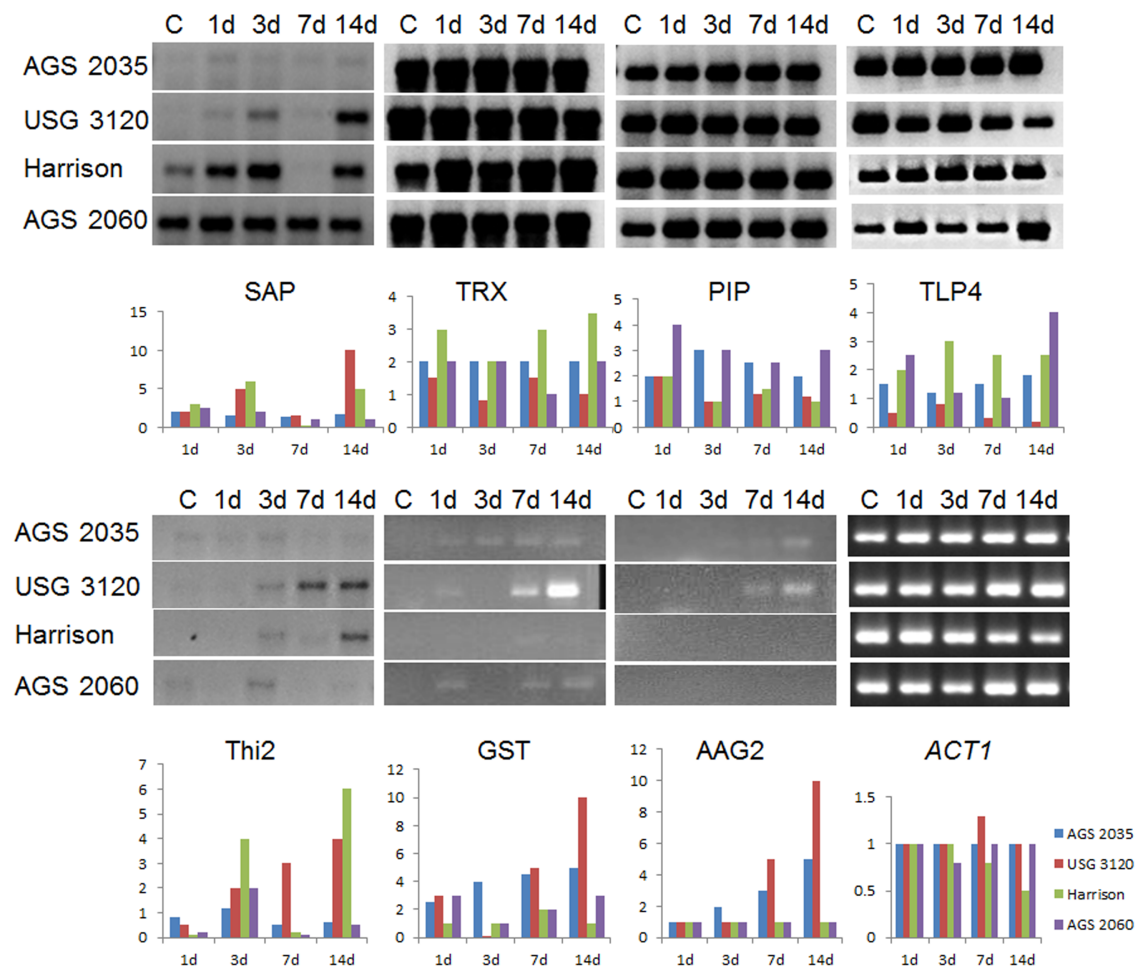 C 1d 3d 7d 14d C 1d 3d 7d 14d C 1d 3d 7d 14d C 1d 3d 7d 14d
AGS 2035
USG 3120
Harrison
AGS 2060
SAP TRX PIP TLP4
15 10 5 0
1d 3d 7d 14d
4 3 2 1 0
1d 3d 7d 14d
5 4 3 2 1 0
1d 3d 7d 14d
5 4 3 2 1 0
1d 3d 7d 14d
C 1d 3d 7d 14d C 1d 3d 7d 14d C 1d 3d 7d 14d C 1d 3d 7d 14d
AGS 2035
USG 3120
Harrison
AGS 2060
Thi2 GST AAG2 ACT1
7 6 5 4 3 2 1 0
1d 3d 7d 14d
12 10 8 6 4 2 0
1d 3d 7d 14d
12 10 8 6 4 2 0
1d 3d 7d 14d
1.5 1 0.5 0
1d 3d 7d 14d
AGS 2035
USG 3120
Harrison
AGS 2060